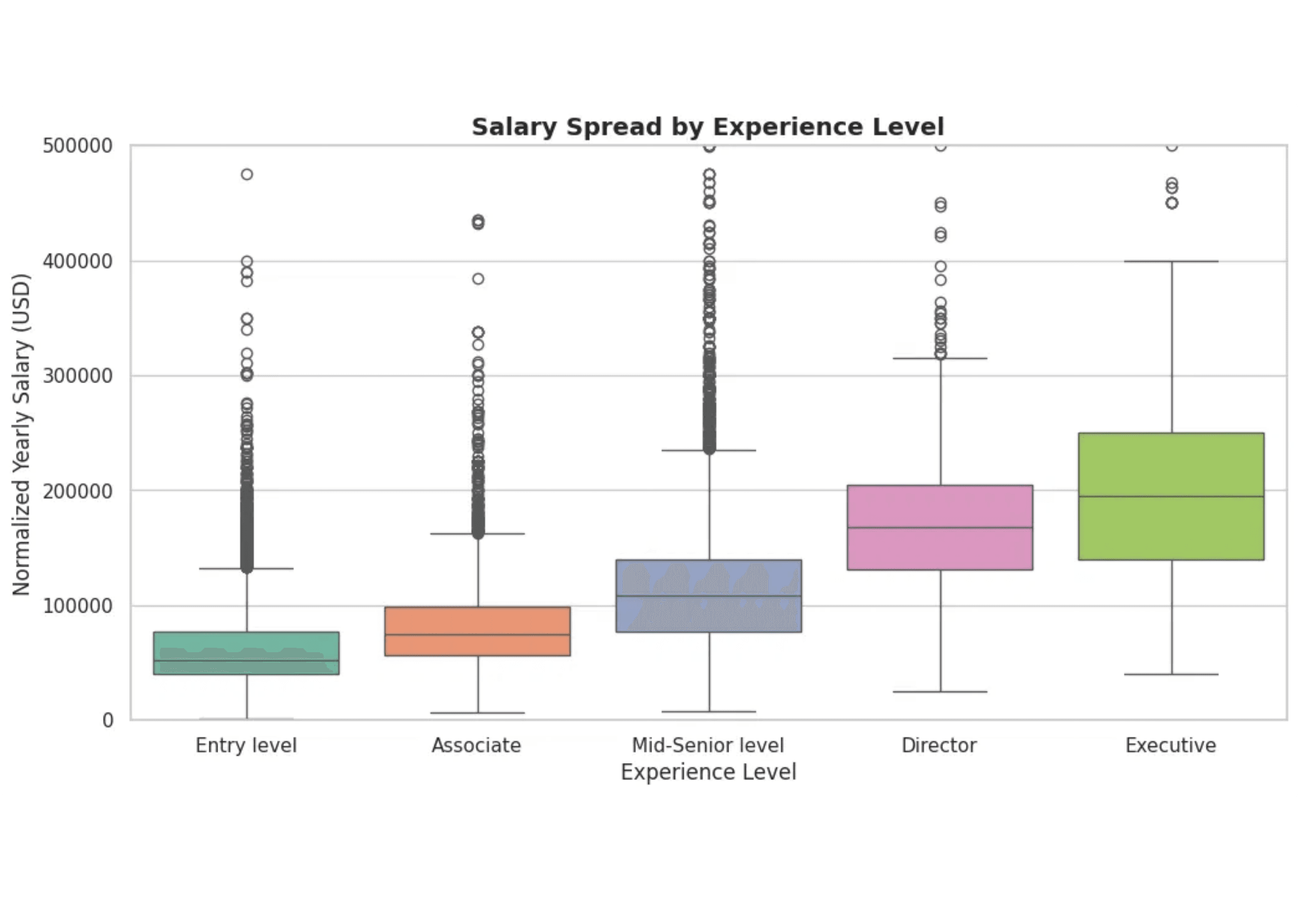 Salary Spread by Experience Level
Normalized Yearly Salary (USD)
500000
400000
300000
200000
100000
0
Entry level
Associate
Mid-Senior level
Director
Executive
Experience Level